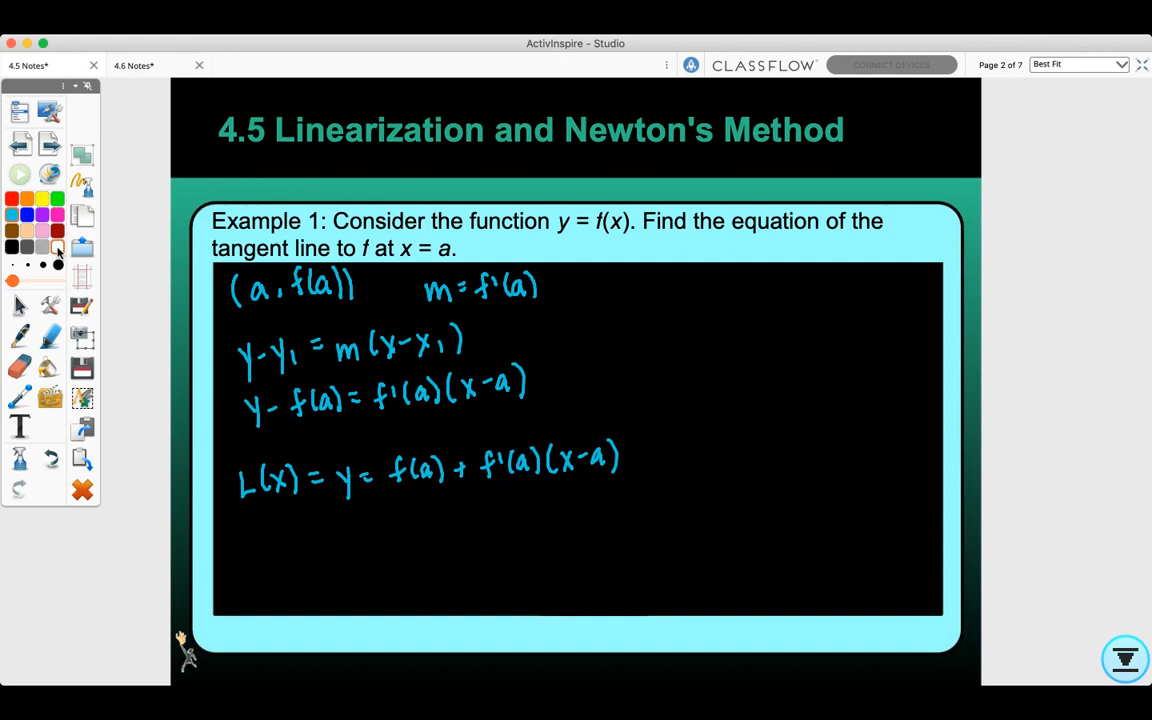 ActivInspire - Studio
4.5 Notes*
4.6 Notes*
CLASSFLOW
CONNECT DEVICES
Page 2 of 7
Best Fit
4.5 Linearization and Newton's Method
Example 1: Consider the function y = f(x). Find the equation of the
tangent line to f at x = a.
(a, f(a)) m = f'(a)
y-y₁ = m(x-x₁)
y- f(a) = f'(a)(x-a)
L(x) = y = f(a) + f'(a)(x-a)
T